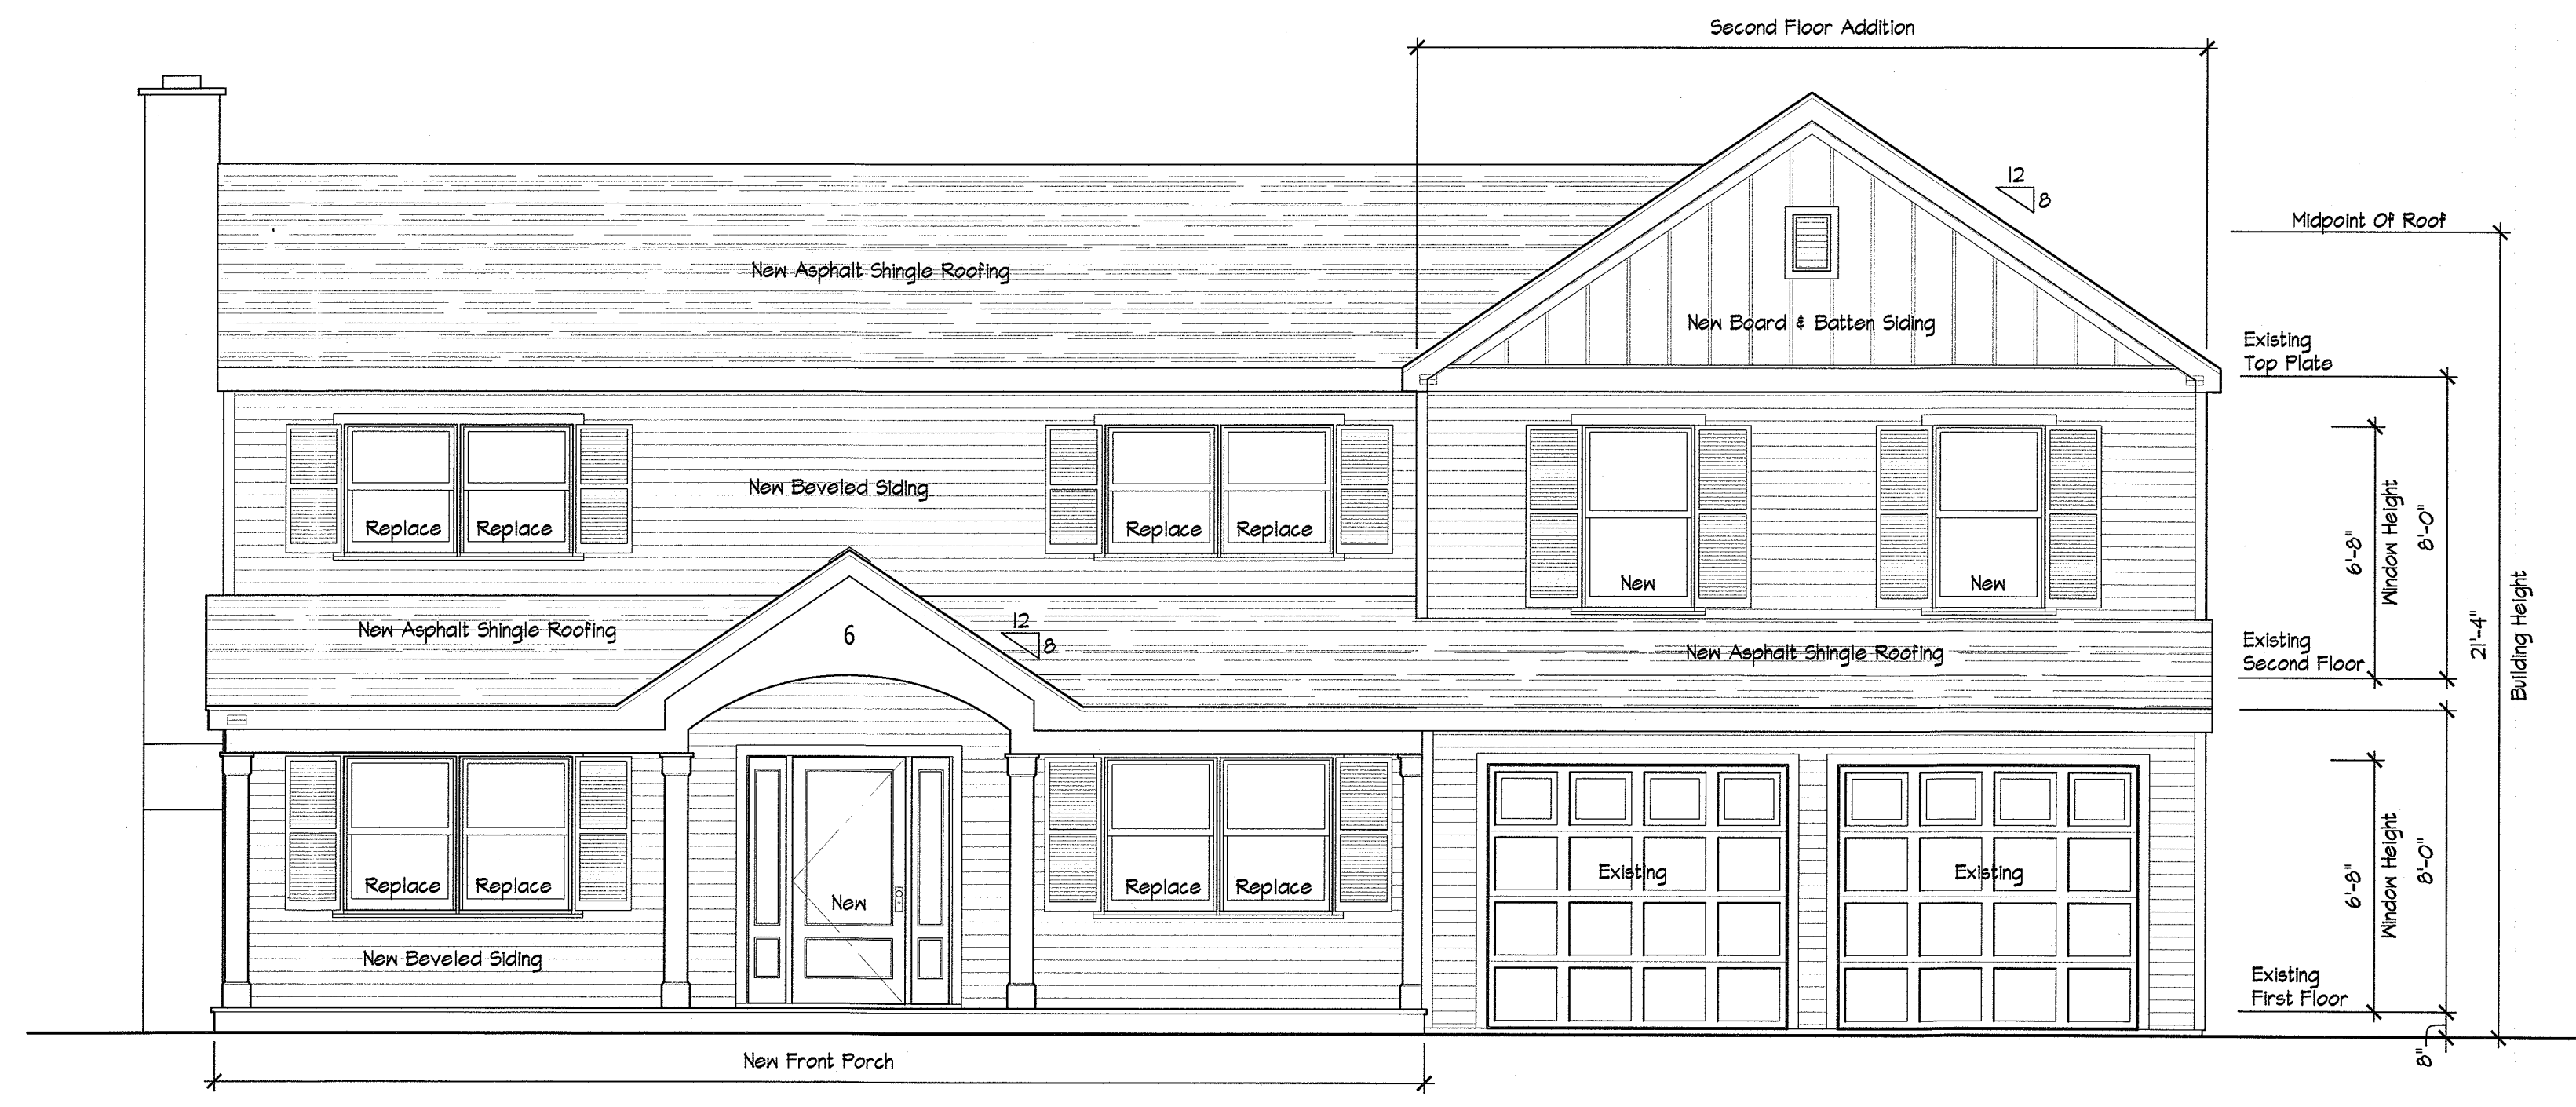 Second Floor Addition
12
8
Midpoint Of Roof
New Asphalt Shingle Roofing
New Board & Batten Siding
Existing
Top Plate
New Beveled Siding
Replace
Replace
Replace
Replace
New
New
6'-8"
Window Height
8'-0"
12
8
6
New Asphalt Shingle Roofing
New Asphalt Shingle Roofing
Existing
Second Floor
21'-4"
Building Height
Replace
Replace
New
Replace
Replace
Existing
Existing
6'-8"
Window Height
8'-0"
New Beveled Siding
Existing
First Floor
8"
New Front Porch